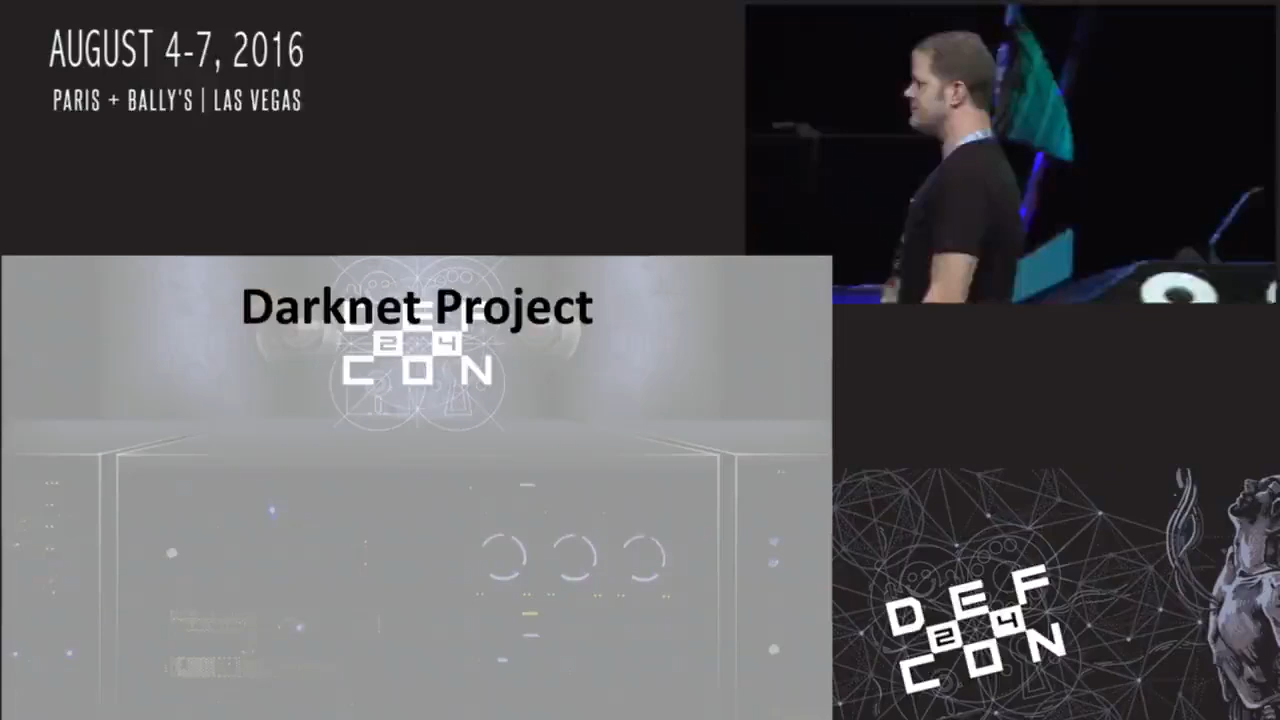 AUGUST 4-7, 2016
PARIS + BALLY'S | LAS VEGAS
Darknet Project
DEF
24
CON
DEF
24
CON